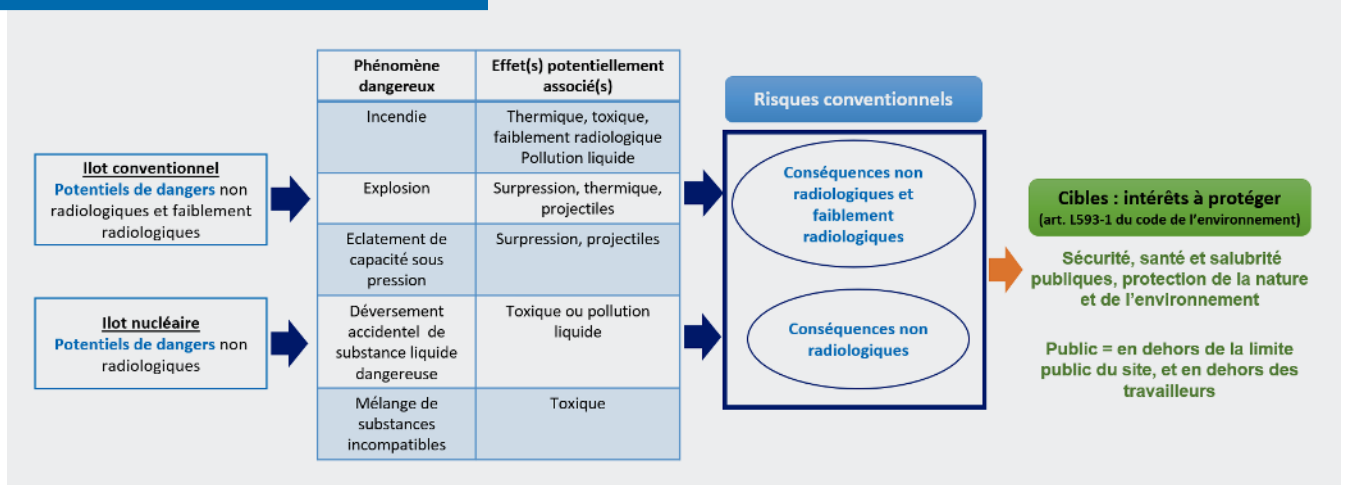 Ilot conventionnel
Potentiels de dangers non
radiologiques et faiblement
radiologiques
Ilot nucléaire
Potentiels de dangers non
radiologiques
Phénomène
dangereux
Effet(s) potentiellement
associé(s)
Incendie
Thermique, toxique,
faiblement radiologique
Pollution liquide
Explosion
Surpression, thermique,
projectiles
Eclatement de
capacité sous
pression
Surpression, projectiles
Déversement
accidentel de
substance liquide
dangereuse
Toxique ou pollution
liquide
Mélange de
substances
incompatibles
Toxique
Risques conventionnels
Conséquences non
radiologiques et
faiblement
radiologiques
Conséquences non
radiologiques
Cibles : intérêts à protéger
(art. L593-1 du code de l'environnement)
Sécurité, santé et salubrité
publiques, protection de la nature
et de l'environnement
Public = en dehors de la limite
public du site, et en dehors des
travailleurs